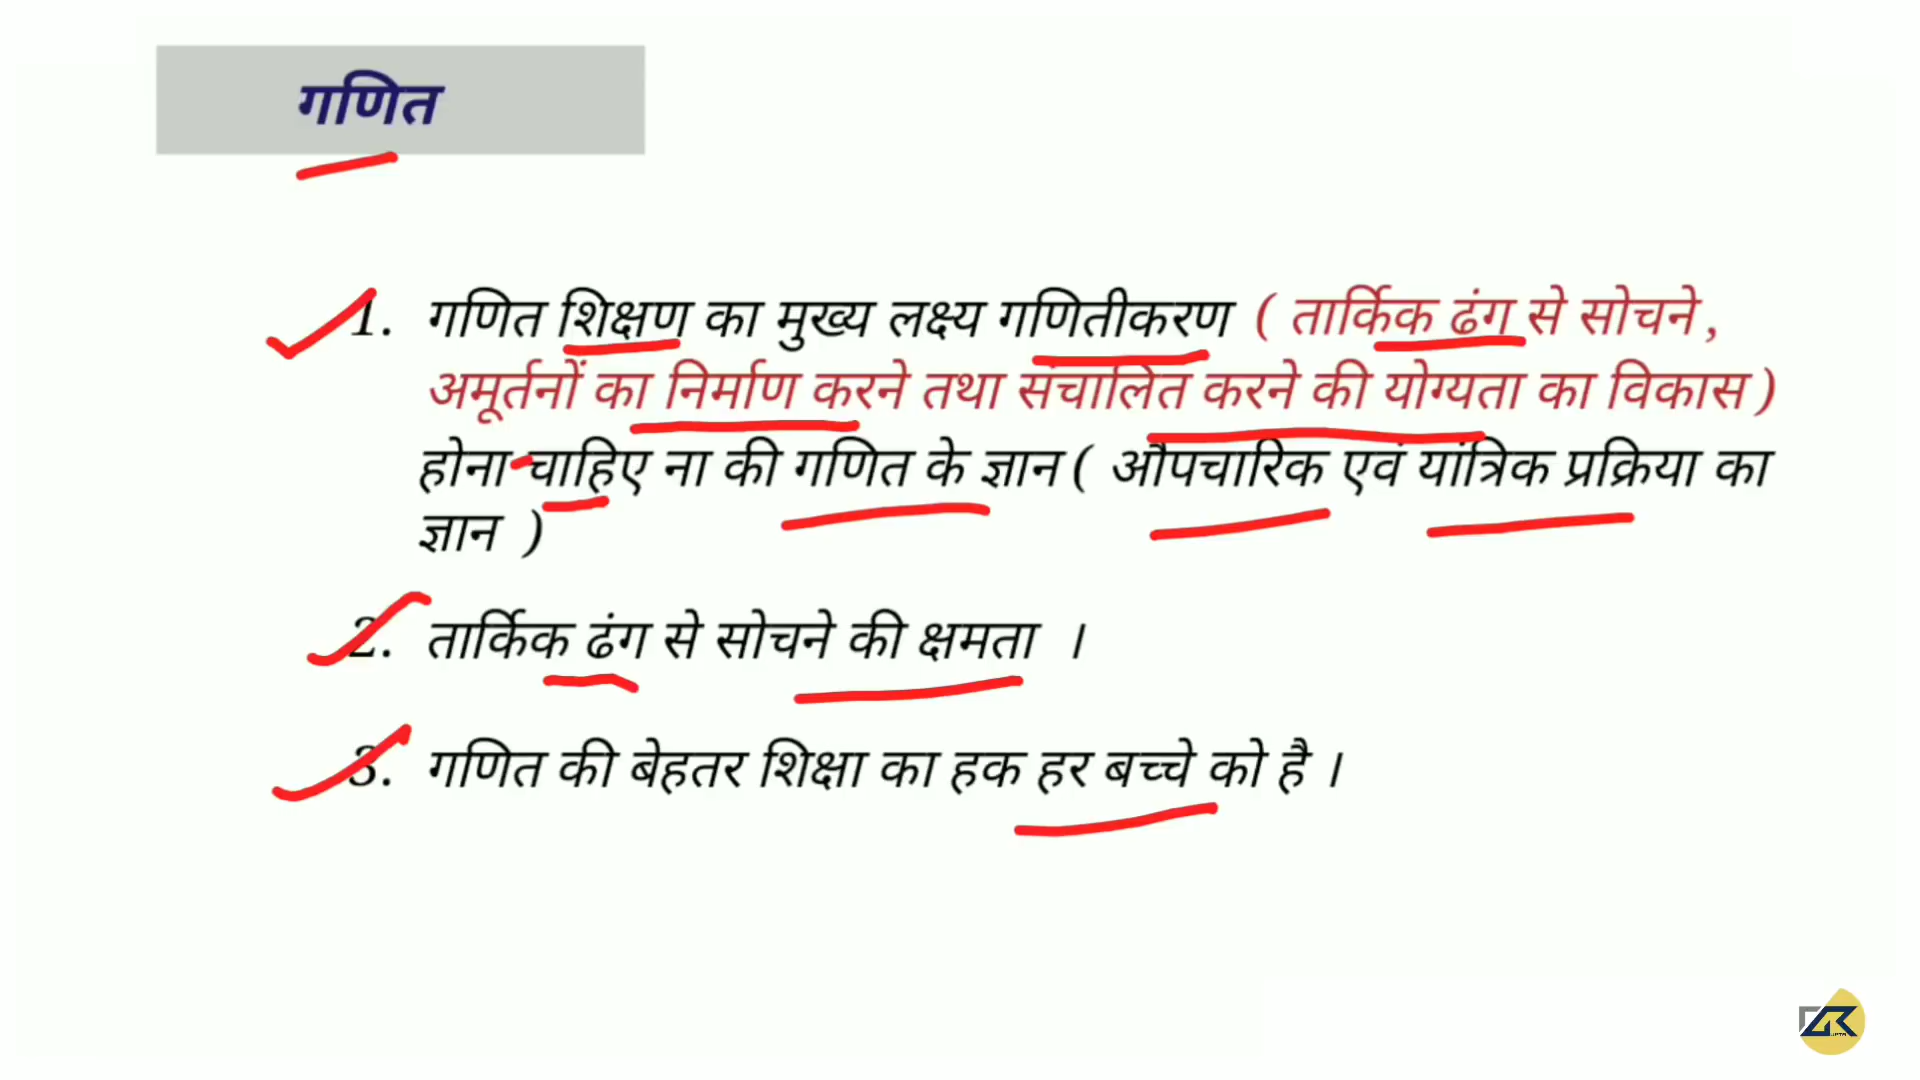 गणित
1. गणित शिक्षण का मुख्य लक्ष्य गणितीकरण ( तार्किक ढंग से सोचने ,
अमूर्तनों का निर्माण करने तथा संचालित करने की योग्यता का विकास )
होना चाहिए ना की गणित के ज्ञान ( औपचारिक एवं यांत्रिक प्रक्रिया का
ज्ञान )
2. तार्किक ढंग से सोचने की क्षमता ।
3. गणित की बेहतर शिक्षा का हक हर बच्चे को है ।